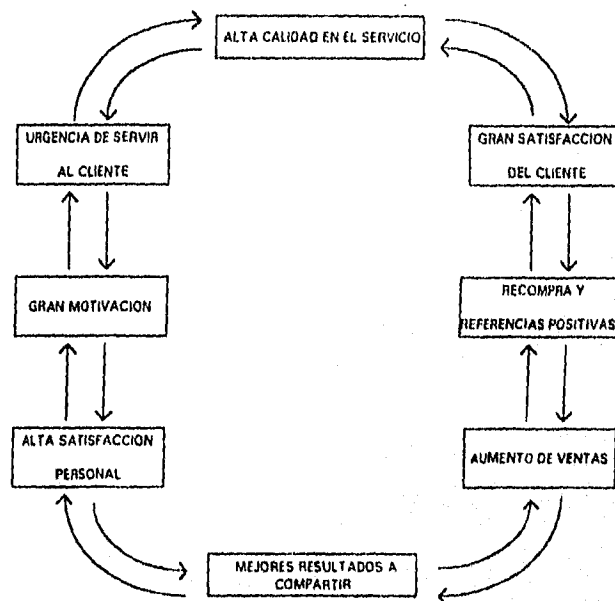 ALTA CALIDAD EN EL SERVICIO
URGENCIA DE SERVIR
AL CLIENTE
GRAN SATISFACCION
DEL CLIENTE
GRAN MOTIVACION
RECOMPRA Y
REFERENCIAS POSITIVAS
ALTA SATISFACCION
PERSONAL
AUMENTO DE VENTAS
MEJORES RESULTADOS A
COMPARTIR